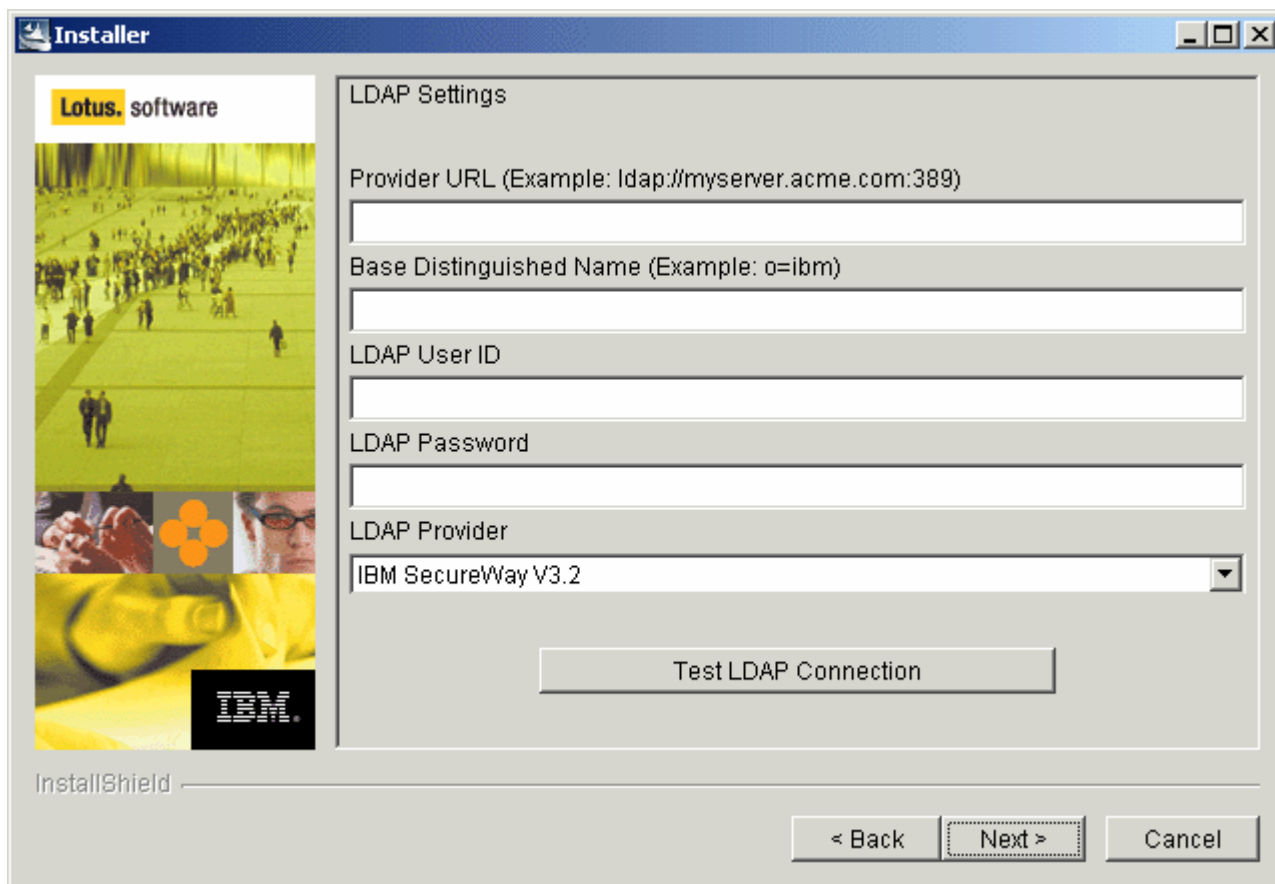 Installer
Lotus. software
LDAP Settings
Provider URL (Example: ldap://myserver.acme.com:389)
Base Distinguished Name (Example: o=ibm)
LDAP User ID
LDAP Password
LDAP Provider
IBM SecureWay V3.2
Test LDAP Connection
IBM.
InstallShield
< Back Next > Cancel